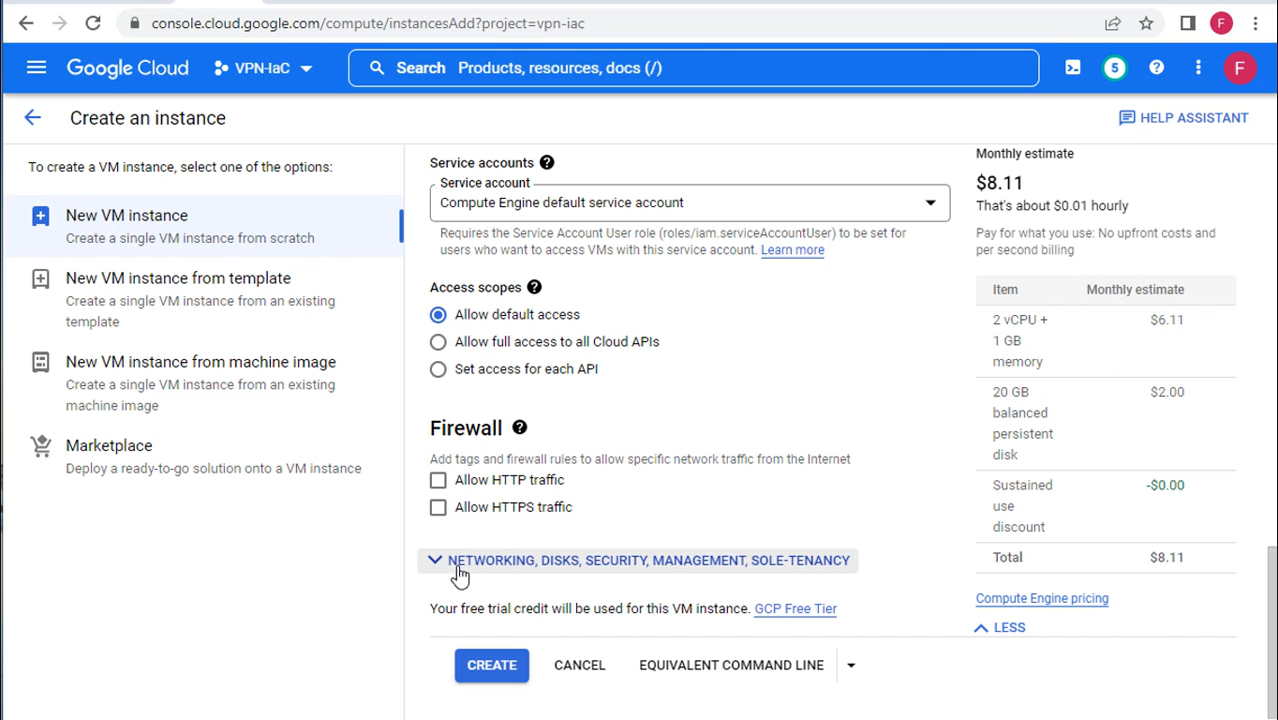 console.cloud.google.com/compute/instancesAdd?project=vpn-iac
F
Google Cloud
VPN-IaC
Search Products, resources, docs (/)
5
F
Create an instance
HELP ASSISTANT
To create a VM instance, select one of the options:
New VM instance
Create a single VM instance from scratch
New VM instance from template
Create a single VM instance from an existing
template
New VM instance from machine image
Create a single VM instance from an existing
machine image
Marketplace
Deploy a ready-to-go solution onto a VM instance
Service accounts
Service account
Compute Engine default service account
Requires the Service Account User role (roles/iam.serviceAccountUser) to be set for
users who want to access VMs with this service account. Learn more
Access scopes
Allow default access
Allow full access to all Cloud APIs
Set access for each API
Firewall
Add tags and firewall rules to allow specific network traffic from the Internet
Allow HTTP traffic
Allow HTTPS traffic
NETWORKING, DISKS, SECURITY, MANAGEMENT, SOLE-TENANCY
Your free trial credit will be used for this VM instance. GCP Free Tier
CREATE
CANCEL
EQUIVALENT COMMAND LINE
Monthly estimate
$8.11
That's about $0.01 hourly
Pay for what you use: No upfront costs and
per second billing
Item Monthly estimate
2 vCPU + $6.11
1 GB
memory
20 GB $2.00
balanced
persistent
disk
Sustained -$0.00
use
discount
Total $8.11
Compute Engine pricing
LESS